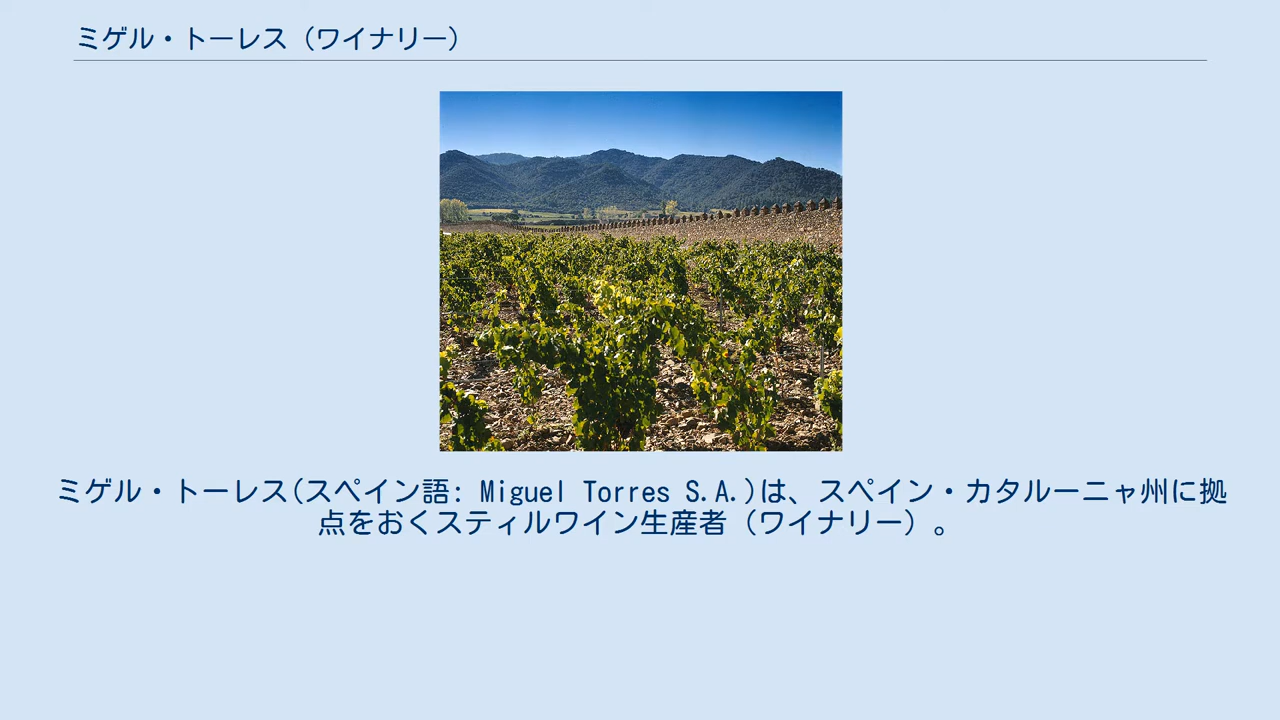 ミゲル・トーレス（ワイナリー）
ミゲル・トーレス(スペイン語: Miguel Torres S.A.)は、スペイン・カタルーニャ州に拠
点をおくスティルワイン生産者（ワイナリー）。